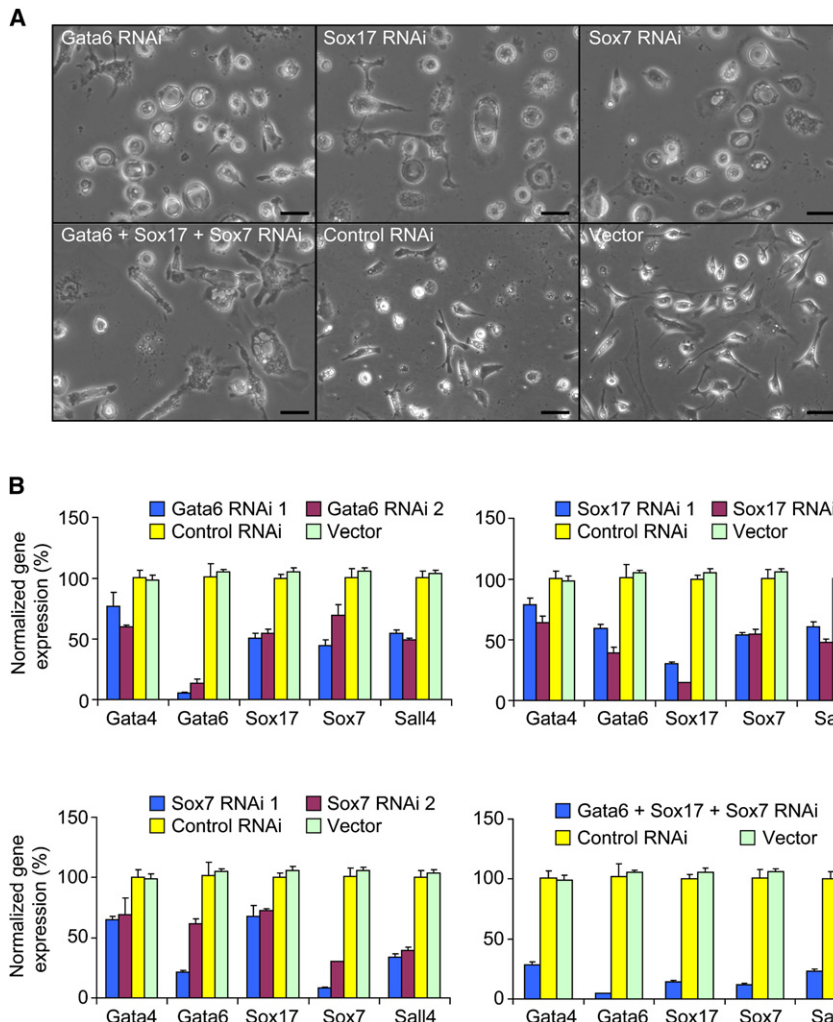 A
Gata6 RNAi
Sox17 RNAi
Sox7 RNAi
Gata6 + Sox17 + Sox7 RNAi
Control RNAi
Vector
B
Normalized gene
expression (%)
Gata6 RNAi 1
Gata6 RNAi 2
Control RNAi
Vector
150
100
50
0
Gata4
Gata6
Sox17
Sox7
Sall4
Sox17 RNAi 1
Sox17 RNAi
Control RNAi
Vector
150
100
50
0
Gata4
Gata6
Sox17
Sox7
Sal
Normalized gene
expression (%)
Sox7 RNAi 1
Sox7 RNAi 2
Control RNAi
Vector
150
100
50
0
Gata4
Gata6
Sox17
Sox7
Sall4
Gata6 + Sox17 + Sox7 RNAi
Control RNAi
Vector
150
100
50
0
Gata4
Gata6
Sox17
Sox7
Sal